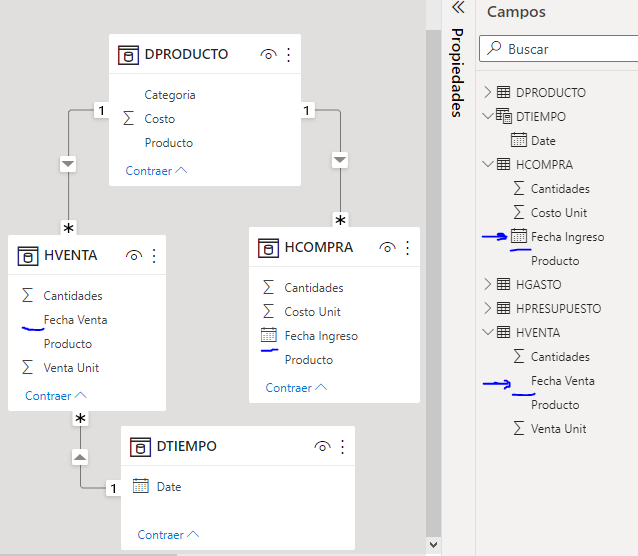 DPRODUCTO
Categoria
Costo
Producto
Contraer
1
1
*
*
HVENTA
Cantidades
Fecha Venta
Producto
Venta Unit
Contraer
HCOMPRA
Cantidades
Costo Unit
Fecha Ingreso
Producto
Contraer
*
1
DTIEMPO
Date
Contraer
Propiedades
Campos
Buscar
DPRODUCTO
DTIEMPO
Date
HCOMPRA
Cantidades
Costo Unit
Fecha Ingreso
Producto
HGASTO
HPRESUPUESTO
HVENTA
Cantidades
Fecha Venta
Producto
Venta Unit